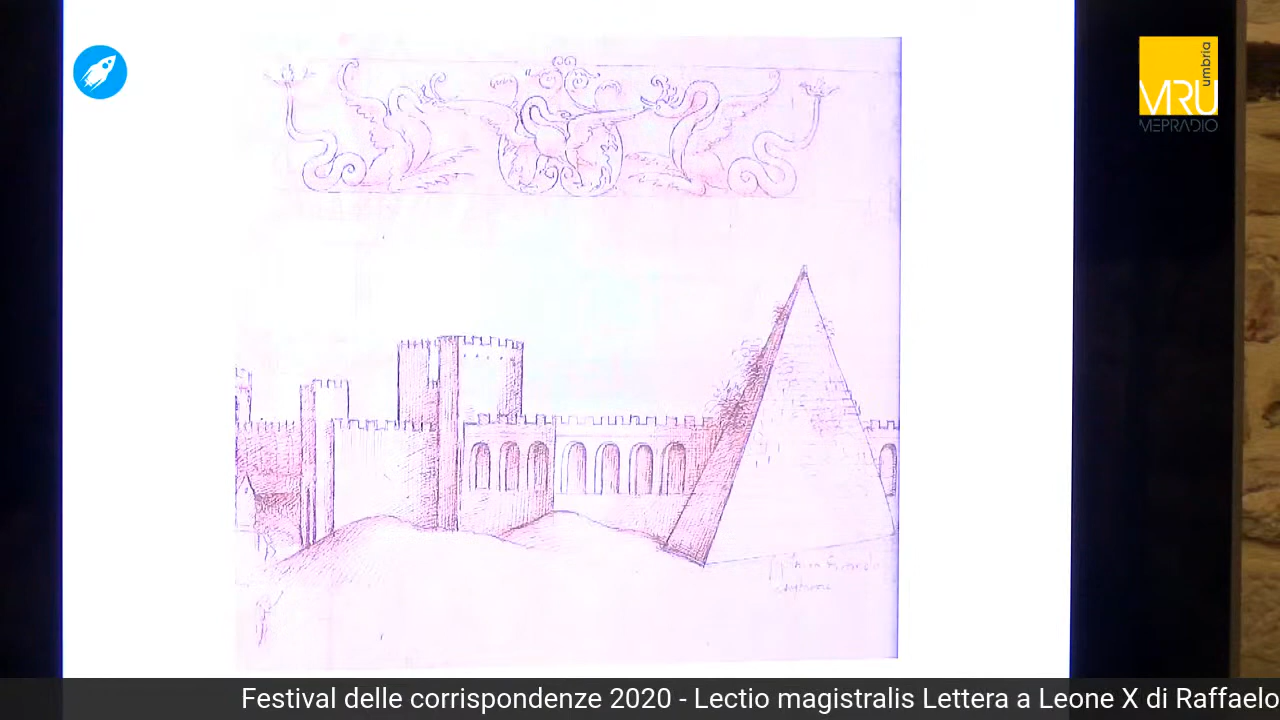 umbria
MRU
MEPRADIO
Festival delle corrispondenze 2020 - Lectio magistralis Lettera a Leone X di Raffaelo